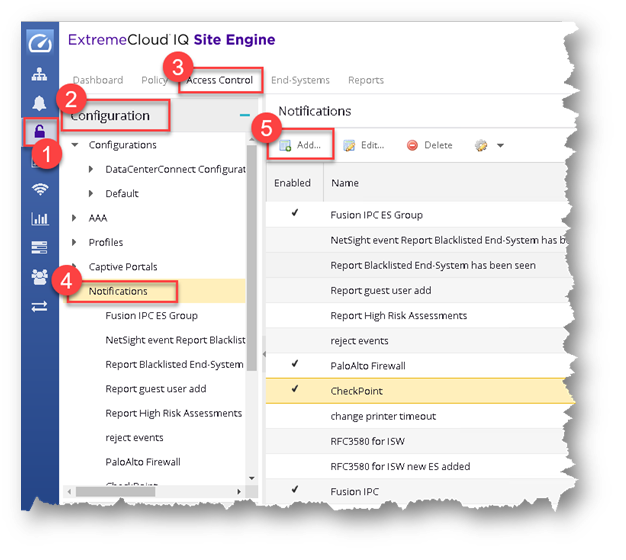 ExtremeCloud IQ Site Engine
Dashboard Policy Access Control End-Systems Reports
3
2
Configuration
Notifications
1
5
Add... Edit... Delete
Configurations
DataCenterConnect Configurat
Default
AAA
Profiles
Captive Portals
4
Notifications
Fusion IPC ES Group
NetSight event Report Blacklist
Report Blacklisted End-System
Report guest user add
Report High Risk Assessments
reject events
PaloAlto Firewall
CheckPoint
Enabled Name
Fusion IPC ES Group
NetSight event Report Blacklisted End-System has b
Report Blacklisted End-System has been seen
Report guest user add
Report High Risk Assessments
reject events
PaloAlto Firewall
CheckPoint
change printer timeout
RFC3580 for ISW
RFC3580 for ISW new ES added
Fusion IPC